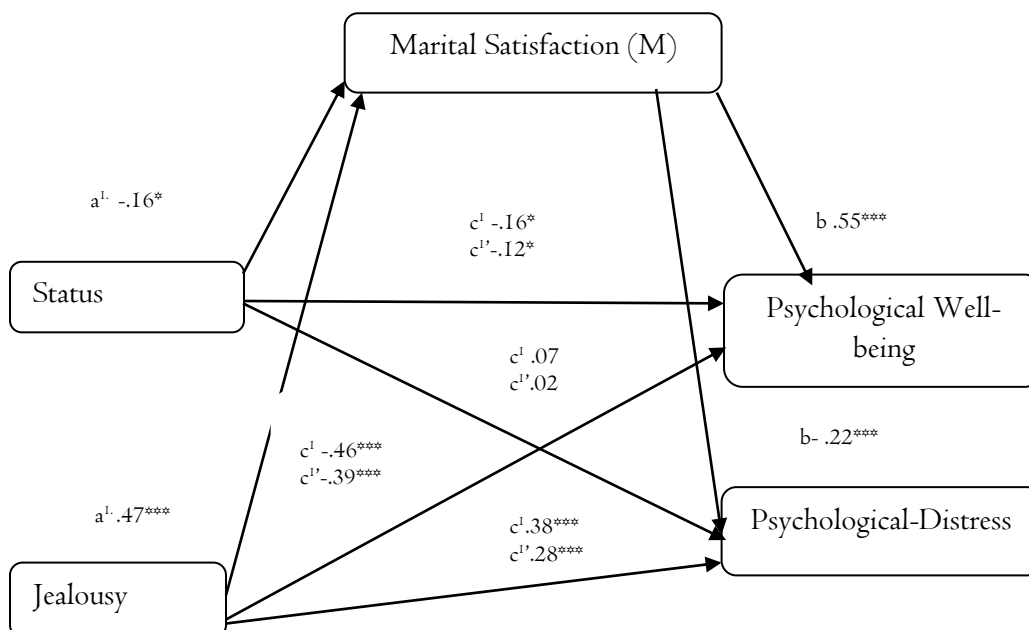 Marital Satisfaction (M)
a¹· -.16*
c¹ -.16*
c¹’-.12*
b .55***
Status
Psychological Well-
being
c¹ .07
c¹’.02
c¹ -.46***
c¹’-.39***
b- .22***
a¹·.47***
Psychological-Distress
c¹.38***
c¹’.28***
Jealousy